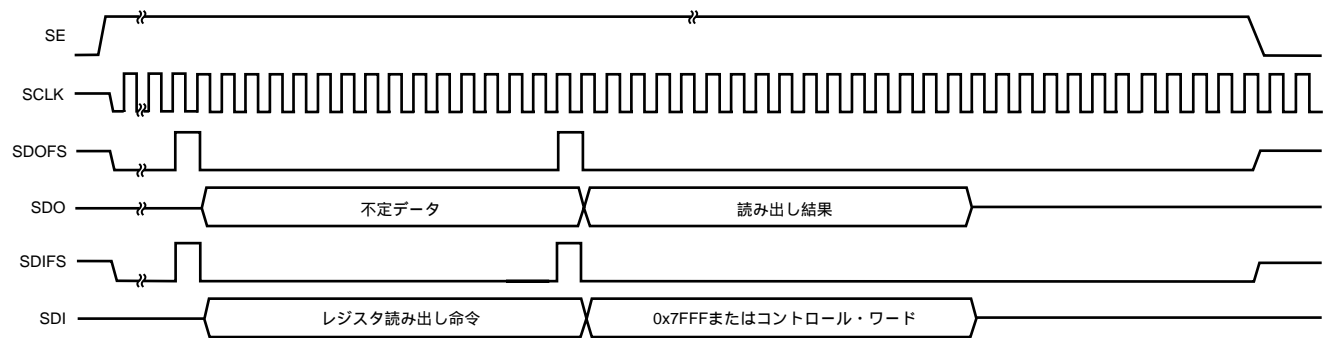 SE
SCLK
SDOFS
SDO
不定データ
読み出し結果
SDIFS
SDI
レジスタ読み出し命令
0x7FFFまたはコントロール・ワード